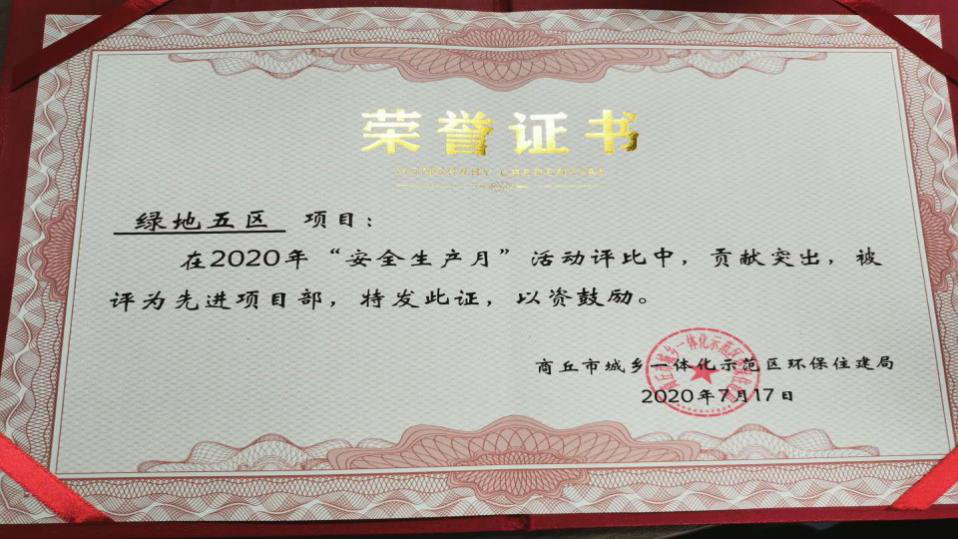 荣誉证书
绿地五区 项目：
在2020年“安全生产月”活动评比中，贡献突出，被
评为先进项目部，特发此证，以资鼓励。
商丘市城乡一体化示范区环保住建局
2020年7月17日